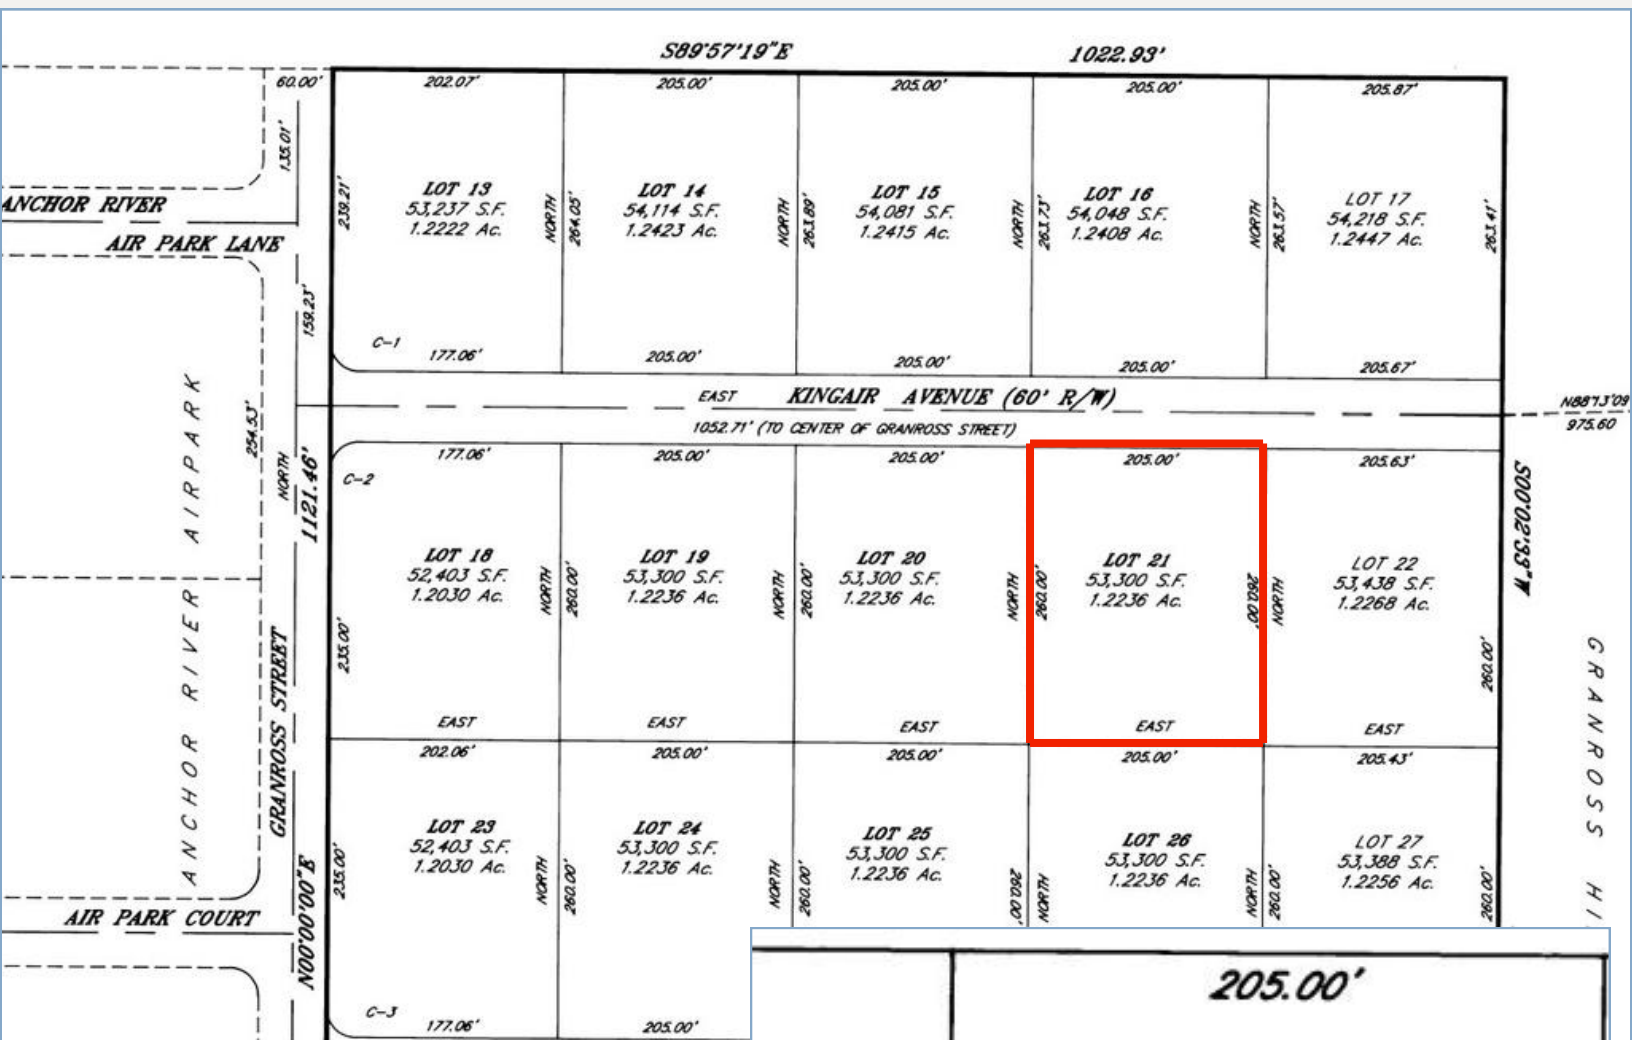 S89°57'19"E
1022.93'
60.00'
202.07'
205.00'
205.00'
205.00'
205.87'
135.01'
239.21'
LOT 13
53,237 S.F.
1.2222 Ac.
NORTH
264.05'
LOT 14
54,114 S.F.
1.2423 Ac.
NORTH
263.89'
LOT 15
54,081 S.F.
1.2415 Ac.
NORTH
263.73'
LOT 16
54,048 S.F.
1.2408 Ac.
NORTH
263.57'
LOT 17
54,218 S.F.
1.2447 Ac.
263.41'
ANCHOR RIVER
AIR PARK LANE
159.23'
C-1
177.06'
205.00'
205.00'
205.00'
205.67'
EAST
KINGAIR AVENUE (60' R/W)
1052.71' (TO CENTER OF GRANROSS STREET)
N88°13'09
975.60
254.53'
NORTH
1121.46'
ANCHOR RIVER AIRPARK
GRANROSS STREET
N00°00'00"E
177.06'
205.00'
205.00'
205.00'
205.63'
C-2
S00°02'33"W
235.00'
LOT 18
52,403 S.F.
1.2030 Ac.
NORTH
260.00'
LOT 19
53,300 S.F.
1.2236 Ac.
NORTH
260.00'
LOT 20
53,300 S.F.
1.2236 Ac.
NORTH
260.00'
LOT 21
53,300 S.F.
1.2236 Ac.
260.00'
NORTH
LOT 22
53,438 S.F.
1.2268 Ac.
260.00'
EAST
EAST
EAST
EAST
EAST
202.06'
205.00'
205.00'
205.00'
205.43'
235.00'
LOT 23
52,403 S.F.
1.2030 Ac.
NORTH
260.00'
LOT 24
53,300 S.F.
1.2236 Ac.
NORTH
260.00'
LOT 25
53,300 S.F.
1.2236 Ac.
260.00'
NORTH
LOT 26
53,300 S.F.
1.2236 Ac.
NORTH
260.00'
LOT 27
53,388 S.F.
1.2256 Ac.
260.00'
GRANROSS HI
AIR PARK COURT
C-3
177.06'
205.00'
205.00'